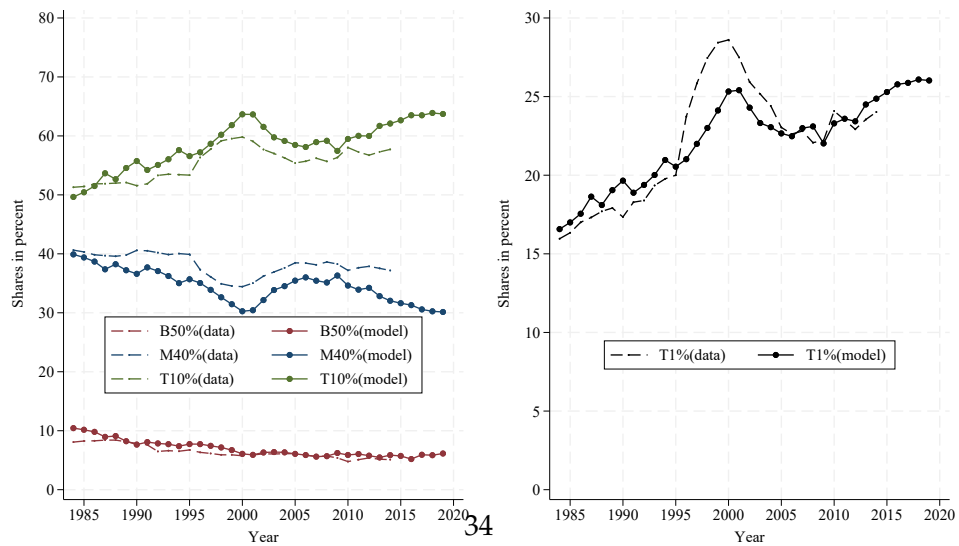 80
70
60
50
40
30
20
10
0
Shares in percent
B50%(data) B50%(model)
M40%(data) M40%(model)
T10%(data) T10%(model)
1985 1990 1995 2000 2005 2010 2015 2020
Year
30
25
20
15
10
5
0
Shares in percent
T1%(data) T1%(model)
1985 1990 1995 2000 2005 2010 2015 2020
Year
34